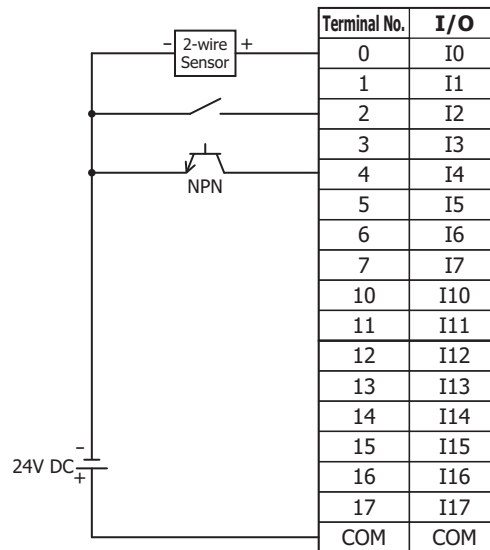 Terminal No. I/O
– 2-wire Sensor + 0 I0
1 I1
2 I2
3 I3
4 I4
NPN
5 I5
6 I6
7 I7
10 I10
11 I11
12 I12
13 I13
14 I14
15 I15
–
24V DC
+
16 I16
17 I17
COM COM